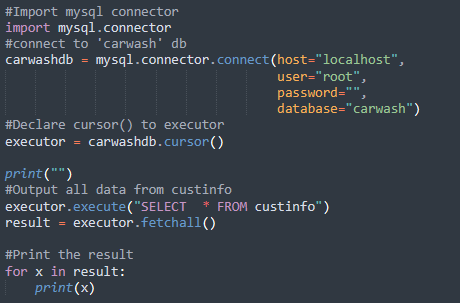 #Import mysql connector
import mysql.connector
#connect to 'carwash' db
carwashdb = mysql.connector.connect(host="localhost",
                                    user="root",
                                    password="",
                                    database="carwash")
#Declare cursor() to executor
executor = carwashdb.cursor()

print("")
#Output all data from custinfo
executor.execute("SELECT  * FROM custinfo")
result = executor.fetchall()

#Print the result
for x in result:
    print(x)